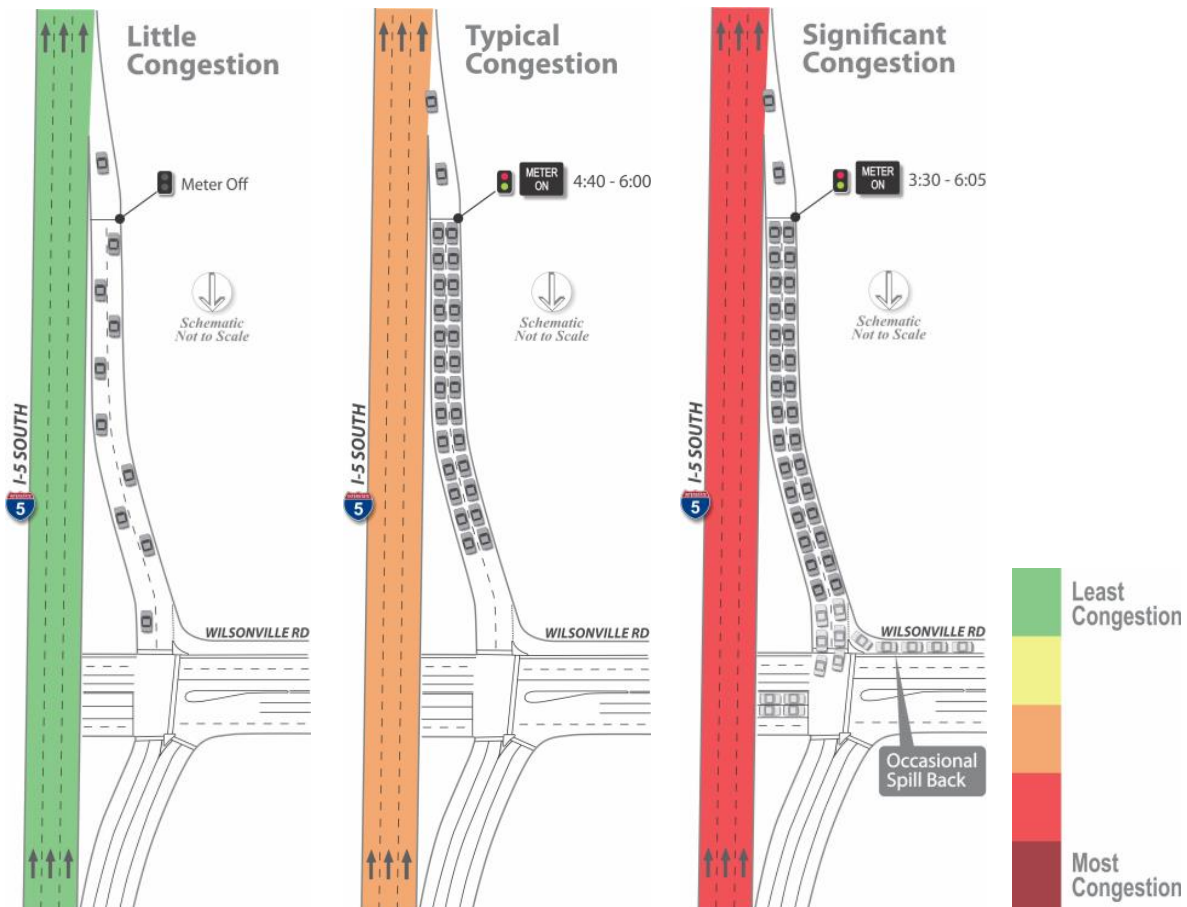 Little
Congestion
Meter Off
Schematic
Not to Scale
I-5 SOUTH
5
WILSONVILLE RD
Typical
Congestion
METER
ON
4:40 - 6:00
Schematic
Not to Scale
I-5 SOUTH
5
WILSONVILLE RD
Significant
Congestion
METER
ON
3:30 - 6:05
Schematic
Not to Scale
I-5 SOUTH
5
WILSONVILLE RD
Occasional
Spill Back
Least
Congestion
Most
Congestion